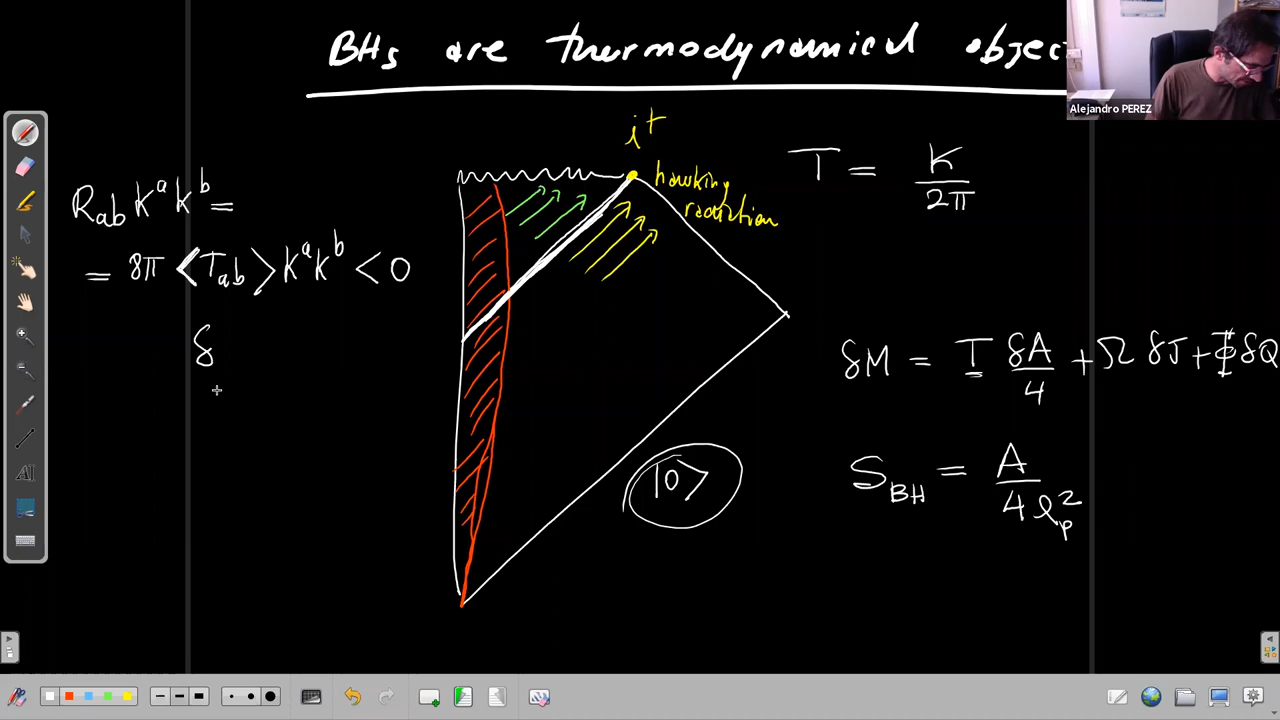 BHs are thermodynamical objec
Alejandro PEREZ
i⁺
hawking
radiation
T = κ/2π
R_ab k^a k^b =
= 8π <T_ab> k^a k^b < 0
δ
δM = T δA/4 + Ω δJ + Φ δQ
|0>
S_BH = A/4ℓ_p^2